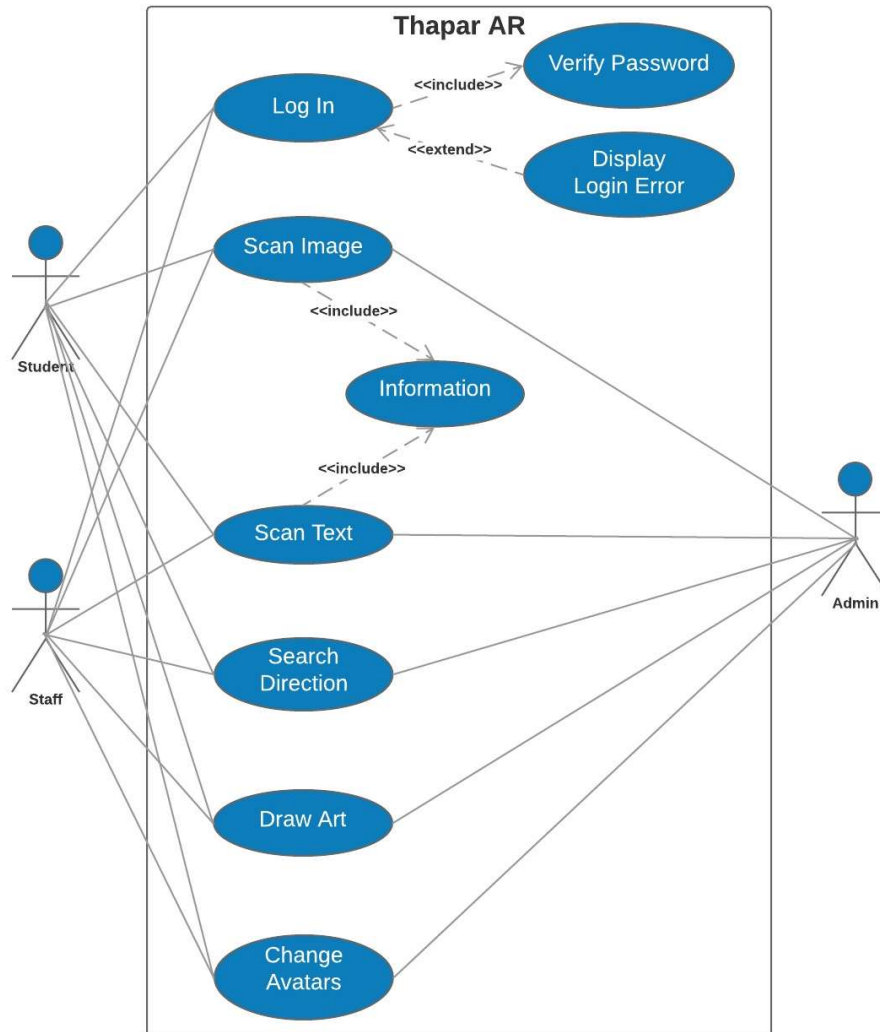 Thapar AR
Verify Password
<<include>>
Log In
<<extend>>
Display
Login Error
Scan Image
<<include>>
Student
Information
<<include>>
Scan Text
Admin
Search
Direction
Staff
Draw Art
Change
Avatars